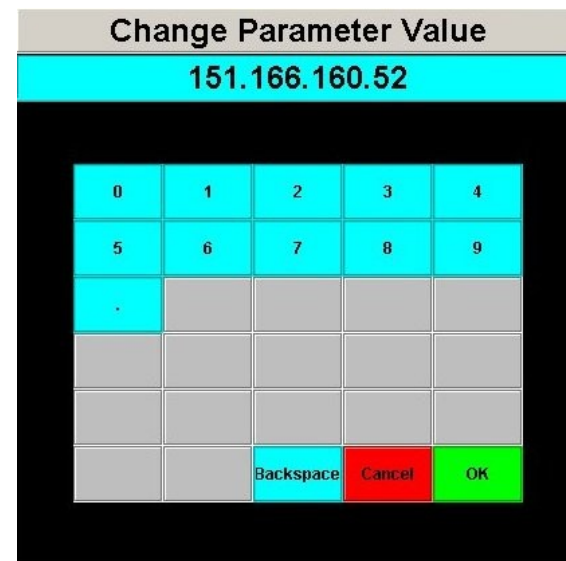 Change Parameter Value
151.166.160.52
0 1 2 3 4
5 6 7 8 9
.
Backspace Cancel OK